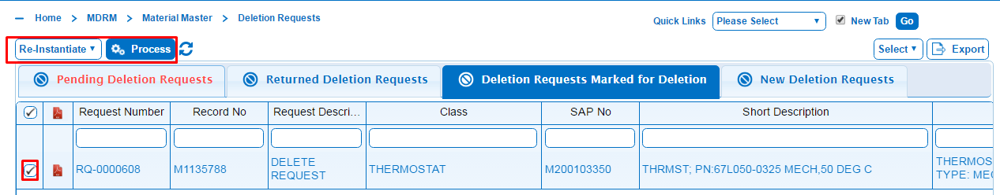 Home > MDRM > Material Master > Deletion Requests
Quick Links Please Select New Tab Go
Re-Instantiate Process Select Export
Pending Deletion Requests Returned Deletion Requests Deletion Requests Marked for Deletion New Deletion Requests
Request Number Record No Request Descri... Class SAP No Short Description
RQ-0000608 M1135788 DELETE REQUEST THERMOSTAT M200103350 THRMST; PN:67L050-0325 MECH,50 DEG C THERMOS
TYPE: MEC